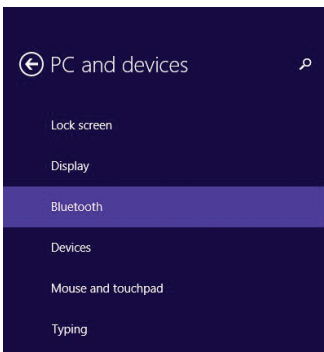 PC and devices
Lock screen
Display
Bluetooth
Devices
Mouse and touchpad
Typing